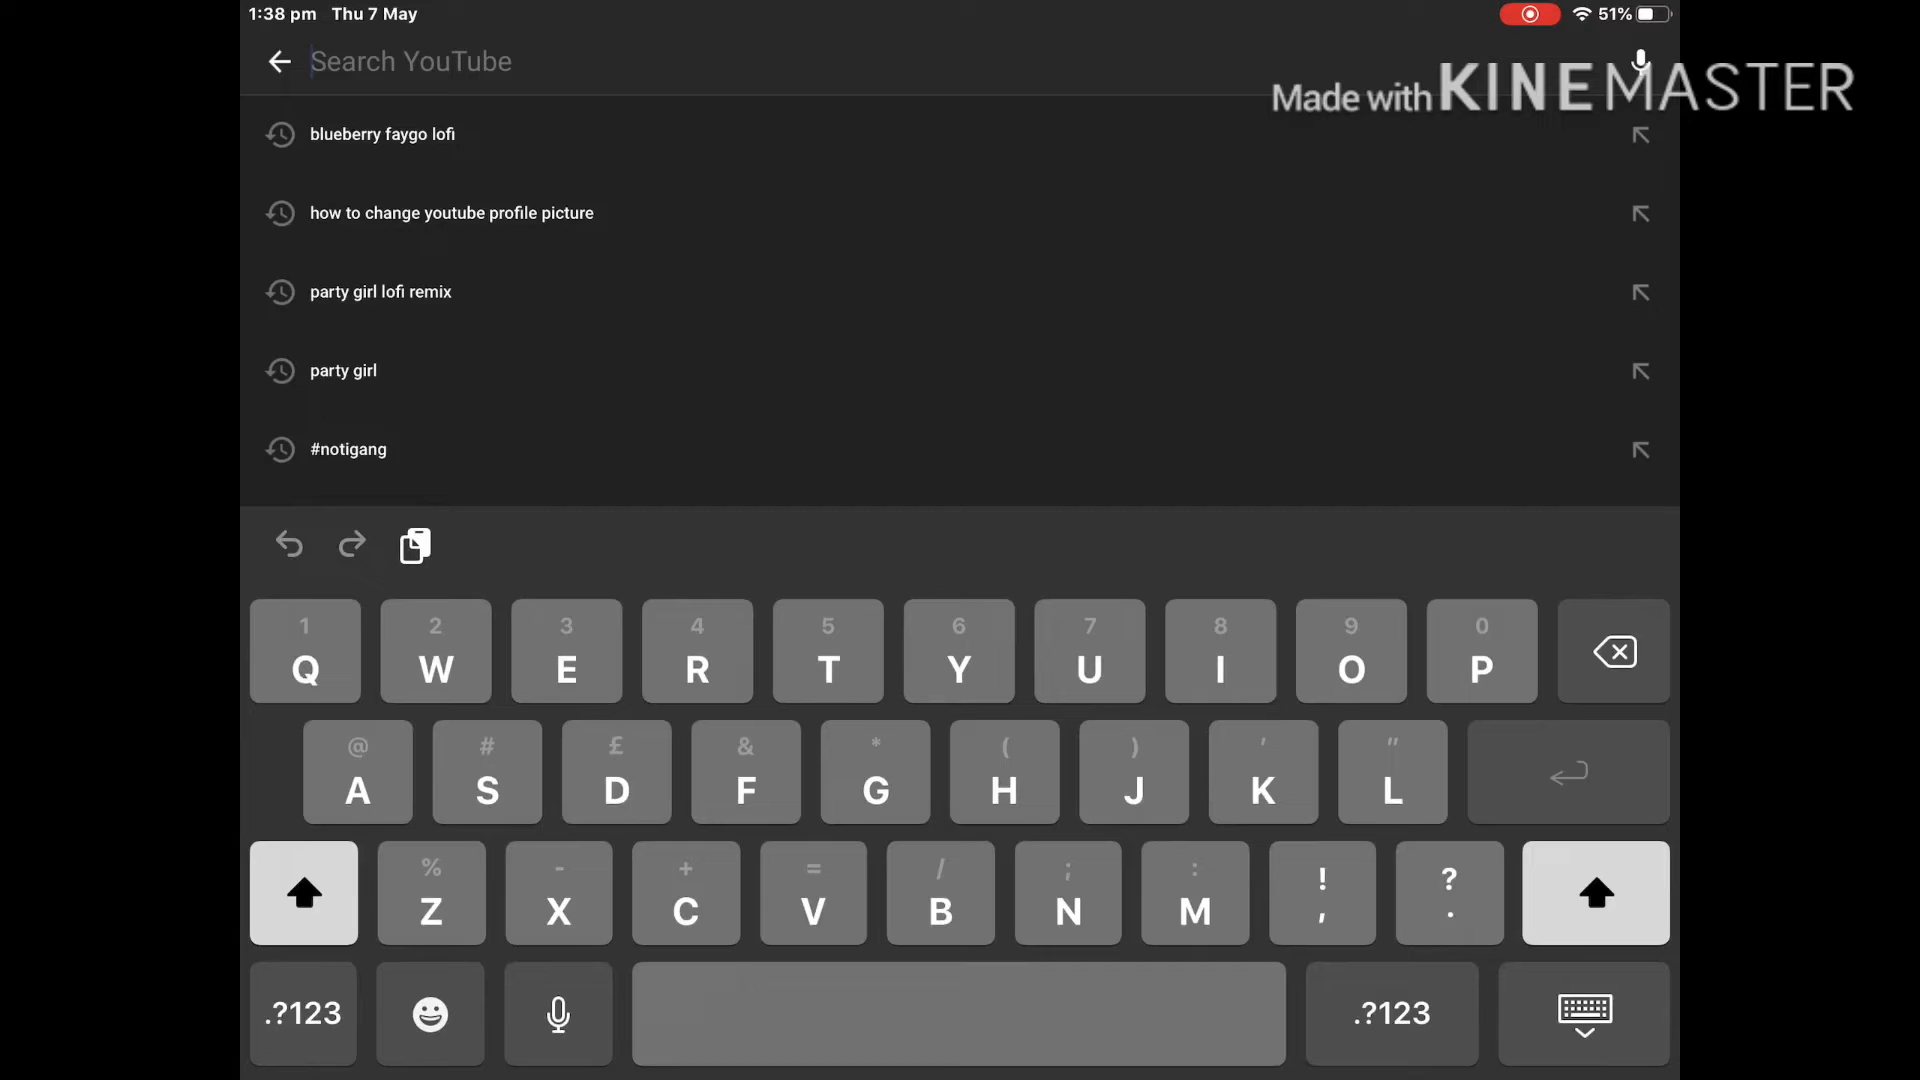 1:38 pm Thu 7 May 51%
Search YouTube
Made with KINEMASTER
blueberry faygo lofi
how to change youtube profile picture
party girl lofi remix
party girl
#notigang
1 2 3 4 5 6 7 8 9 0
Q W E R T Y U I O P
@ # £ & * ( ) ' "
A S D F G H J K L
% - + = / ; : ! ?
Z X C V B N M , .
.?123 .?123